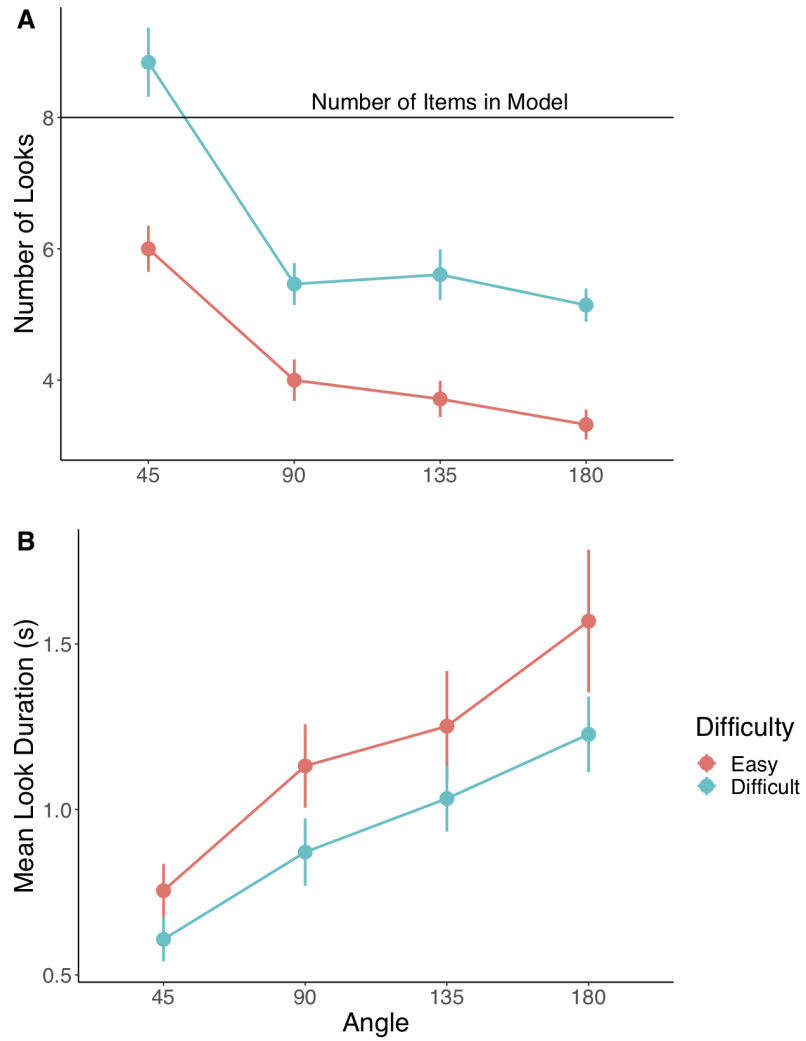 A
Number of Looks
8
6
4
Number of Items in Model
45 90 135 180
B
Mean Look Duration (s)
1.5
1.0
0.5
45 90 135 180
Angle
Difficulty
Easy
Difficult